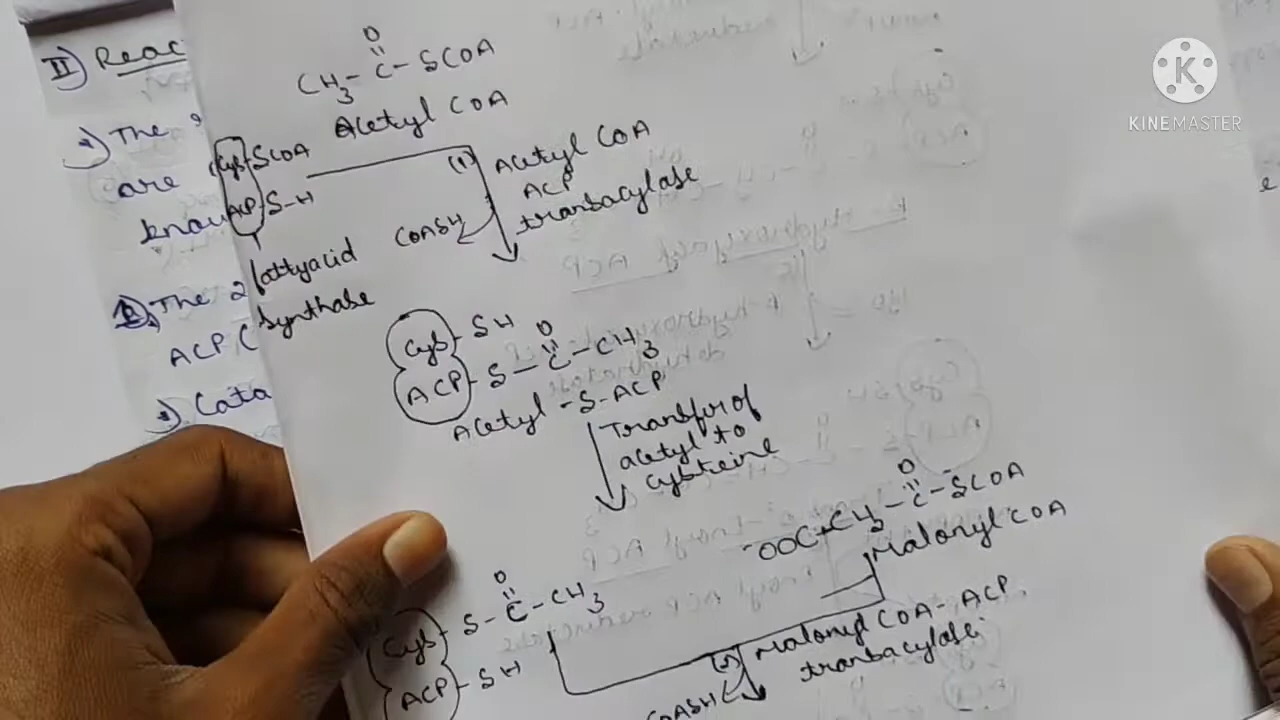 II) Reac
The
are
know
The 2
ACP (
Cata
O
CH3-C-SCOA
Acetyl COA
Cys-SCOA
ACP-S-H
fattyacid
synthase
(1) Acetyl COA
ACP
transacylase
COASH
Cys-SH
O
ACP-S-C-CH3
Acetyl-S-ACP
Transfer of
acetyl to
cysteine
O
-OOC-CH2-C-SCOA
Malonyl COA
O
Cys-S-C-CH3
ACP-SH
(2) Malonyl COA-ACP
transacylase
COASH
K
KINEMASTER